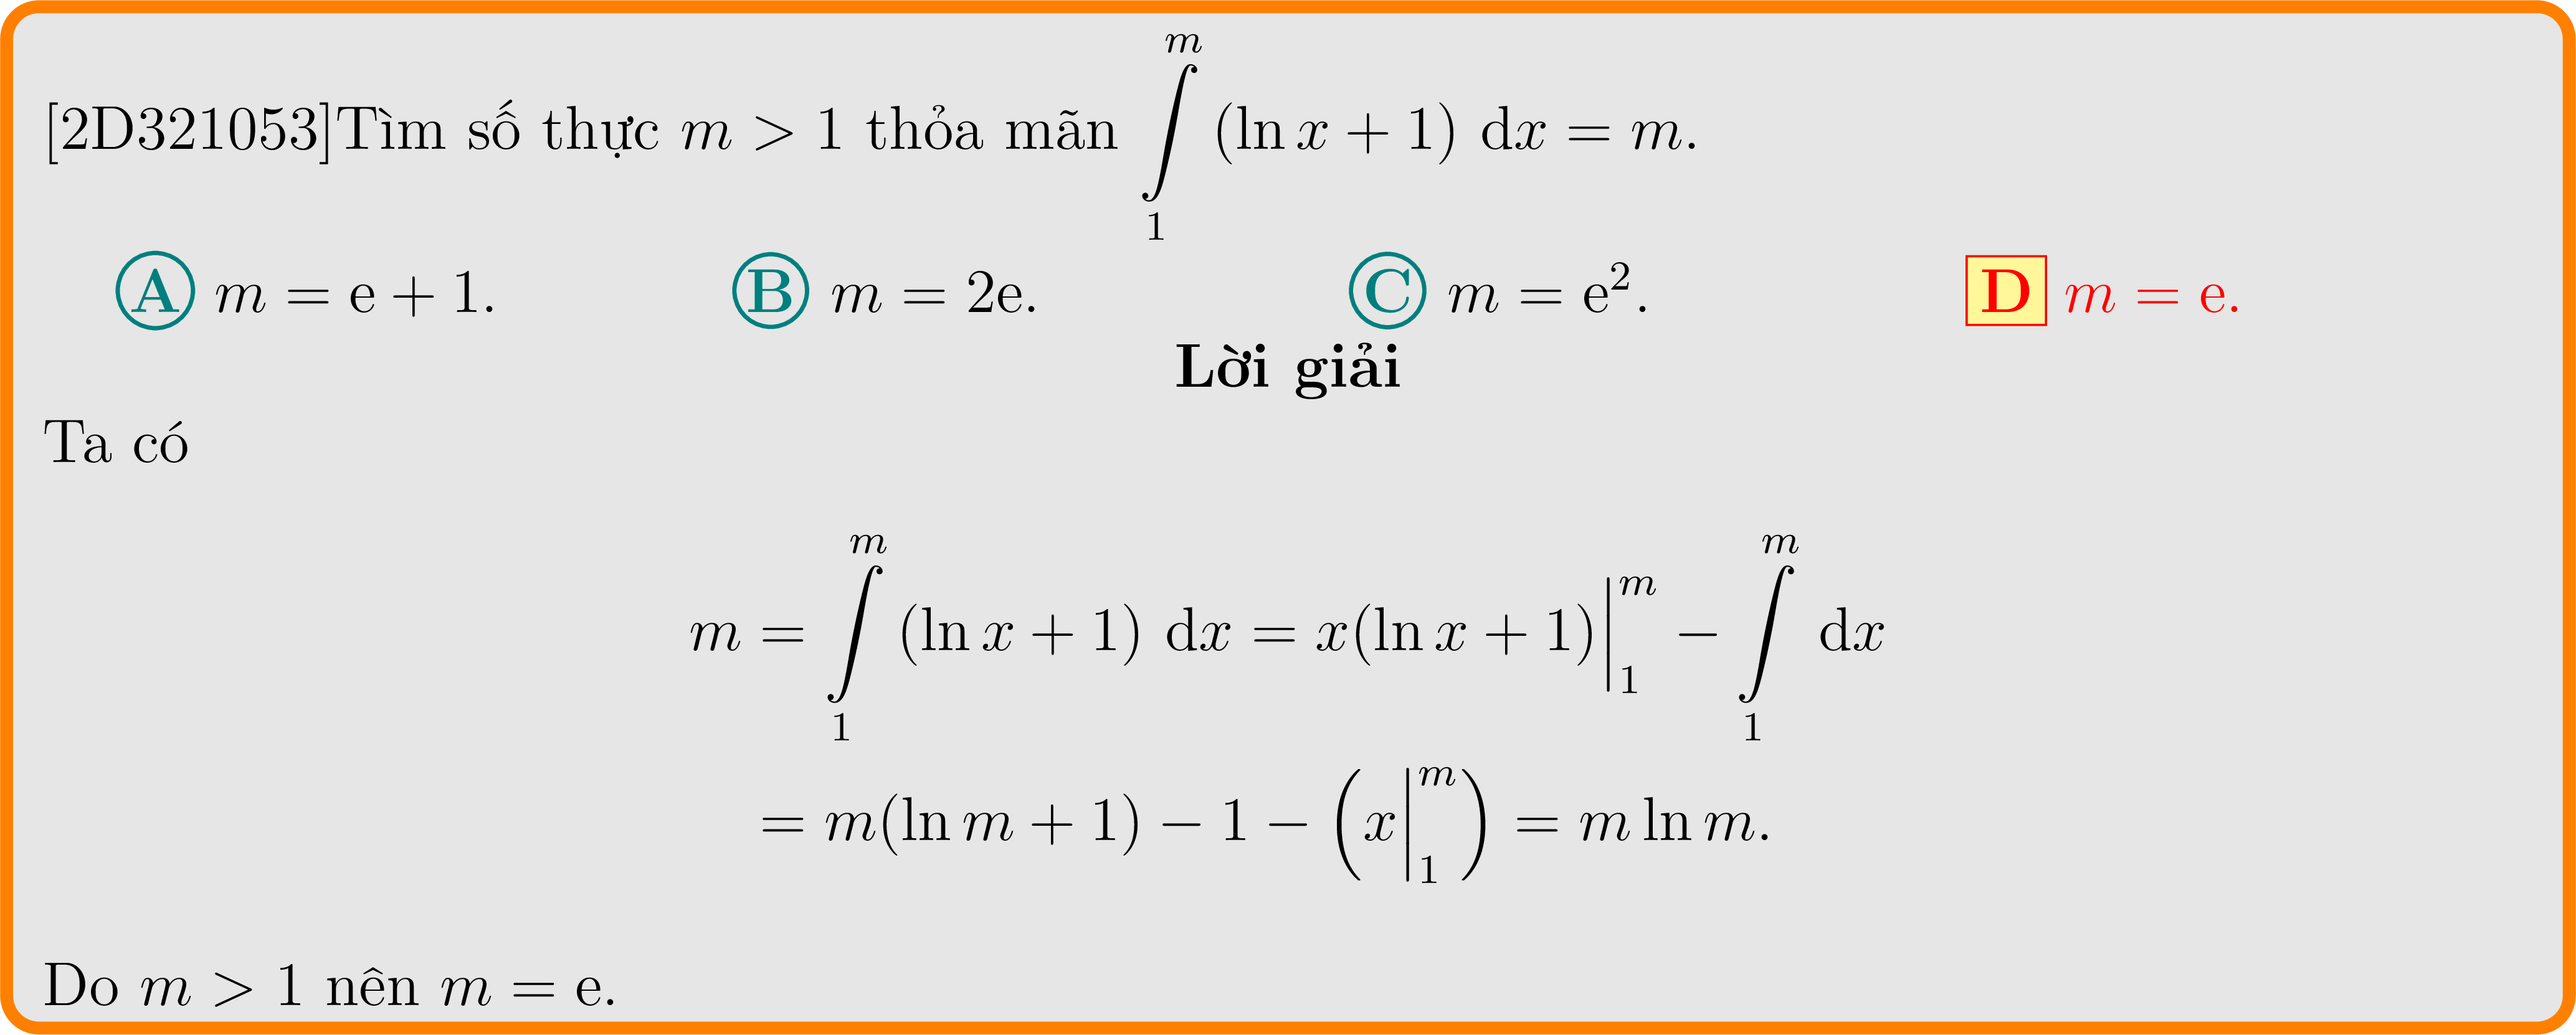 [2D321053]Tìm số thực $m > 1$ thỏa mãn $\int\limits_{1}^{m} (\ln x + 1) \, \mathrm{d}x = m$.
A $m = \mathrm{e} + 1$. B $m = 2\mathrm{e}$. C $m = \mathrm{e}^2$. D $m = \mathrm{e}$.
Lời giải
Ta có
$m = \int\limits_{1}^{m} (\ln x + 1) \, \mathrm{d}x = x(\ln x + 1)\Big|_{1}^{m} - \int\limits_{1}^{m} \mathrm{d}x$
$= m(\ln m + 1) - 1 - \left(x\Big|_{1}^{m}\right) = m \ln m.$
Do $m > 1$ nên $m = \mathrm{e}$.